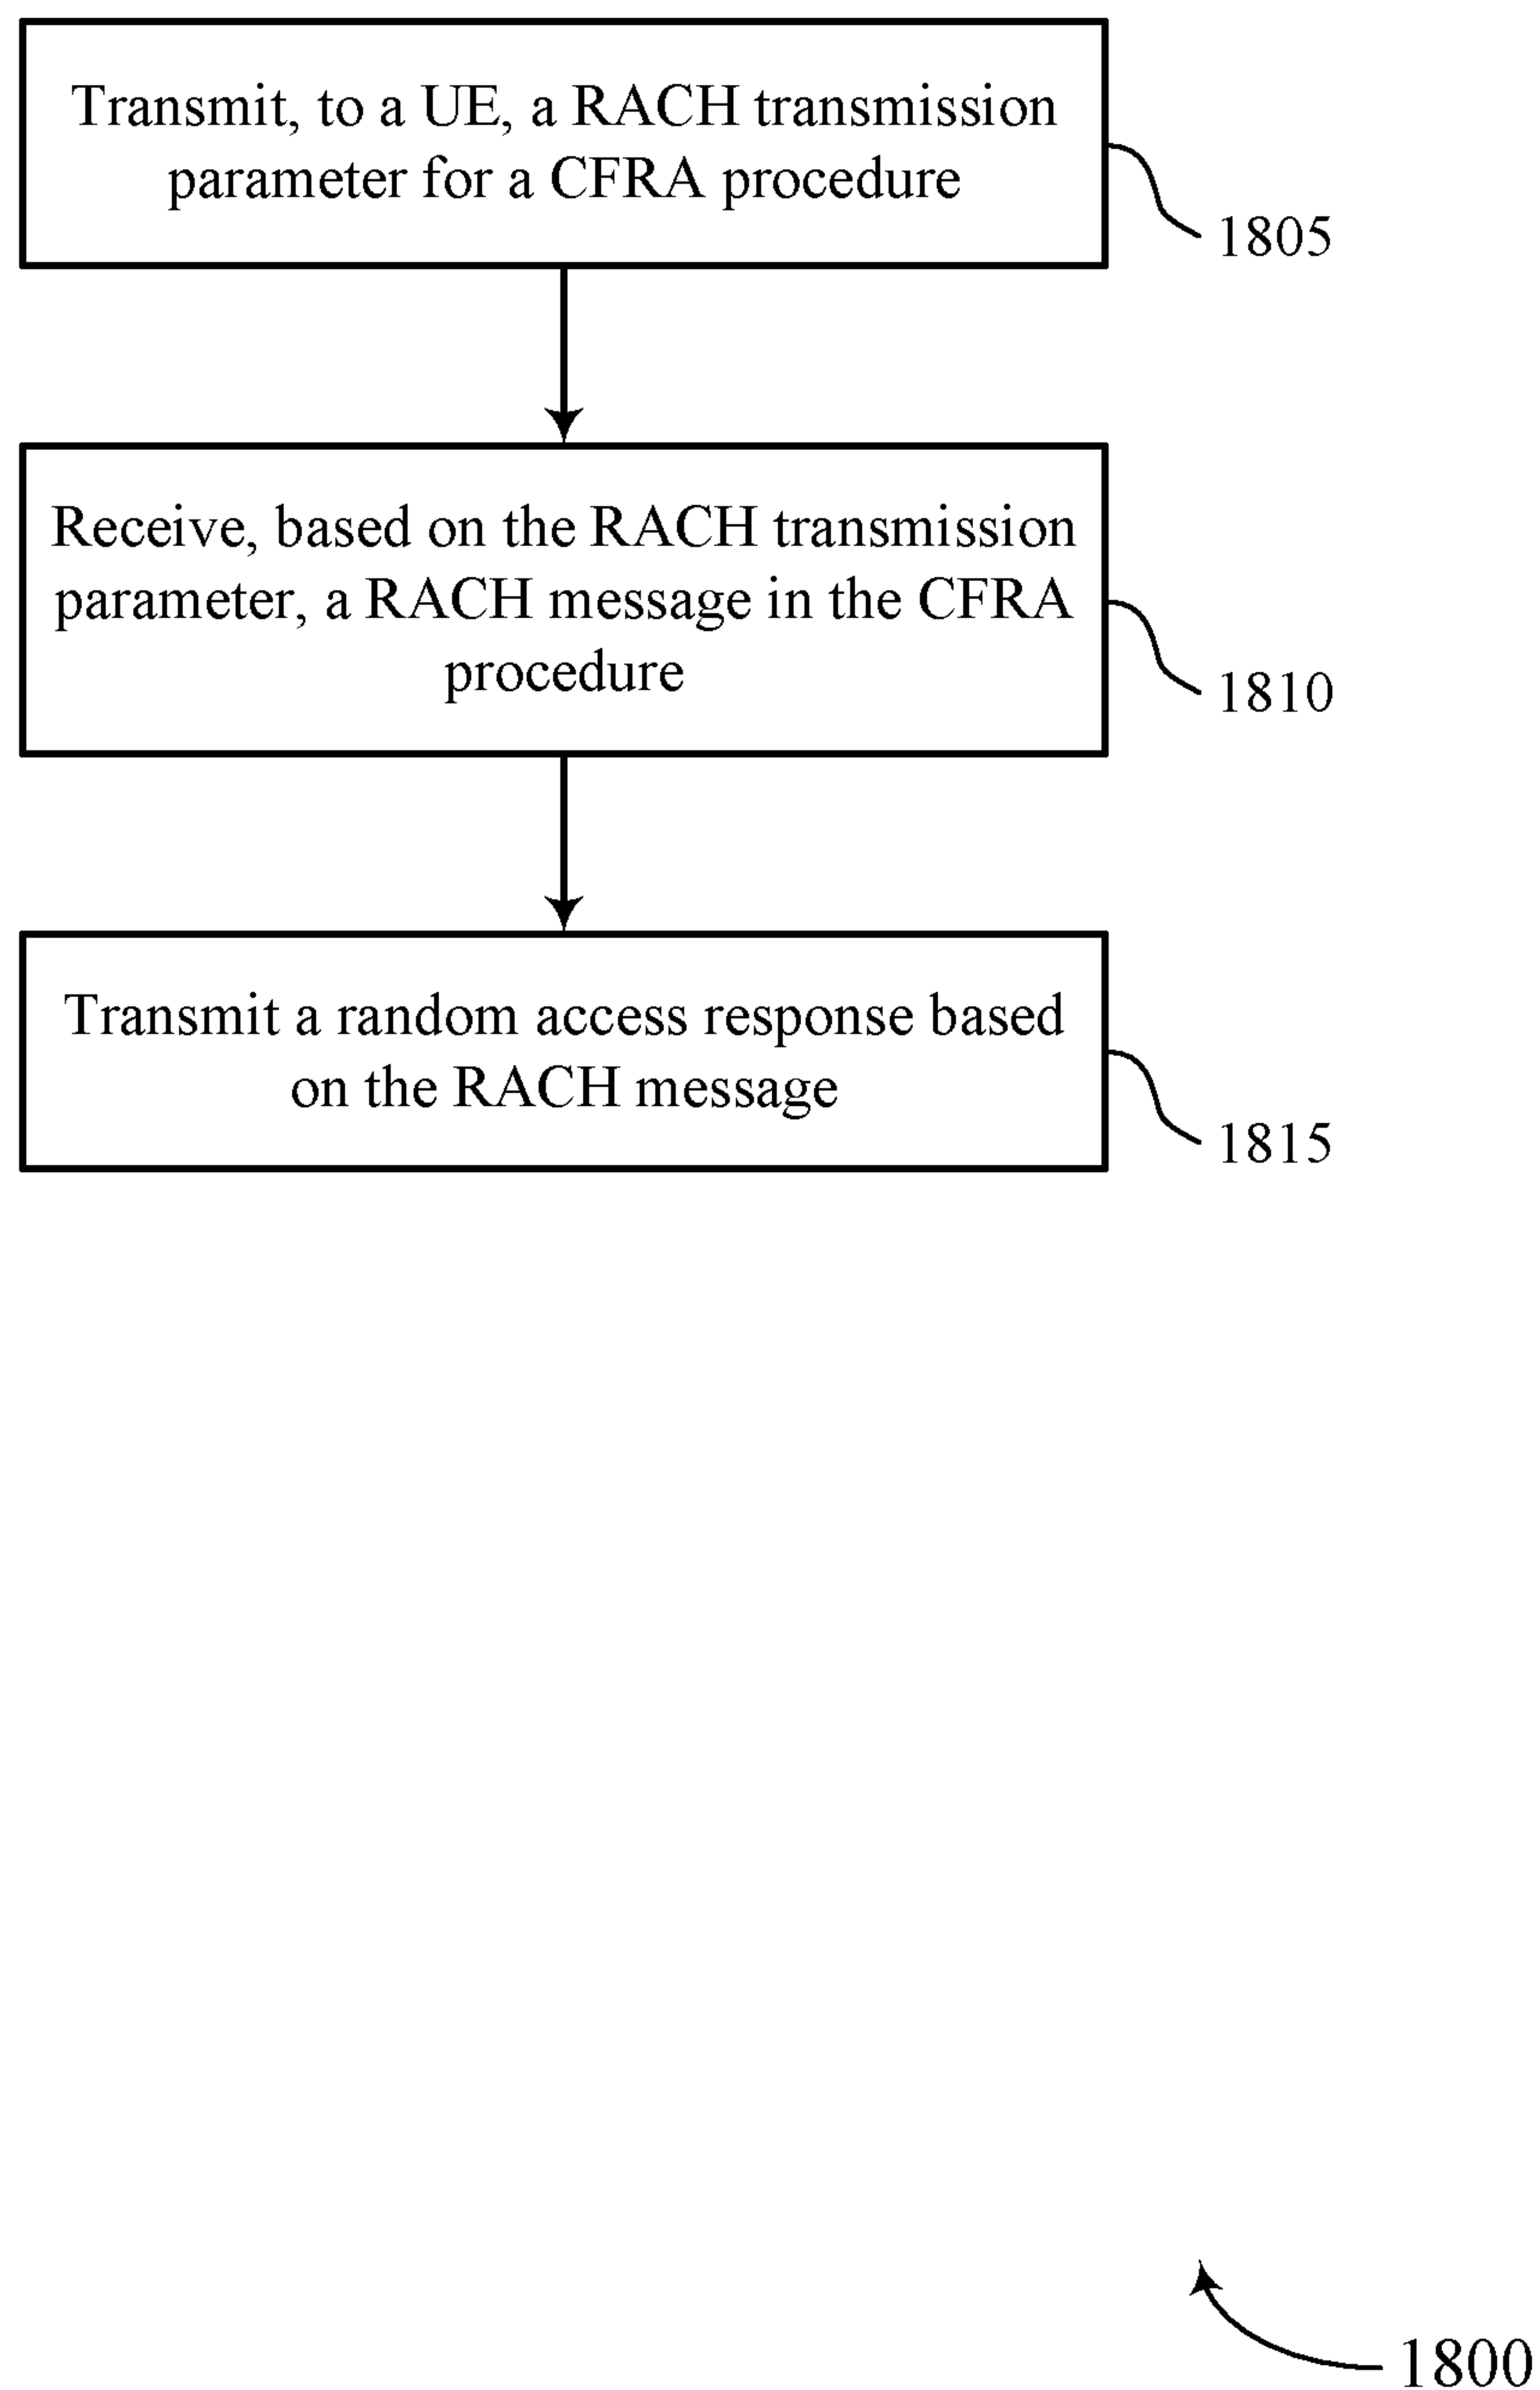 Transmit, to a UE, a RACH transmission
parameter for a CFRA procedure
1805
Receive, based on the RACH transmission
parameter, a RACH message in the CFRA
procedure
1810
Transmit a random access response based
on the RACH message
1815
1800